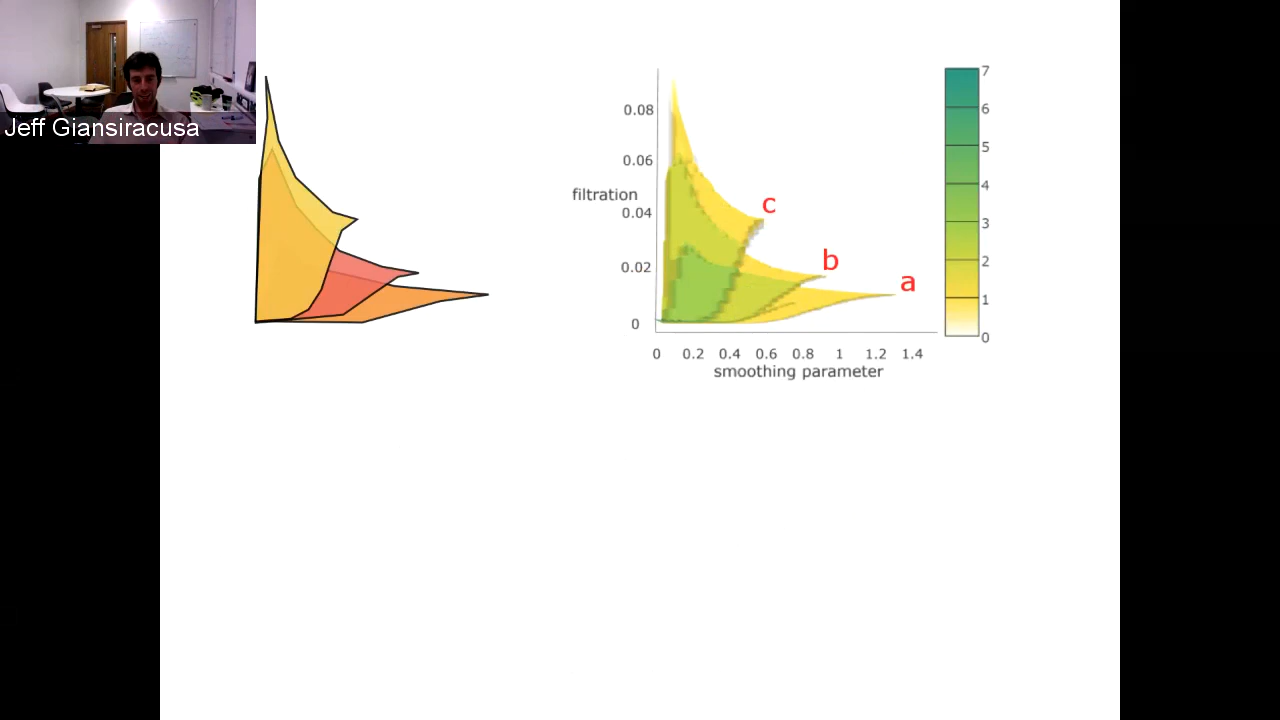 Jeff Giansiracusa
0.08
0.06
filtration
0.04
0.02
0
0 0.2 0.4 0.6 0.8 1 1.2 1.4
smoothing parameter
c
b
a
7
6
5
4
3
2
1
0